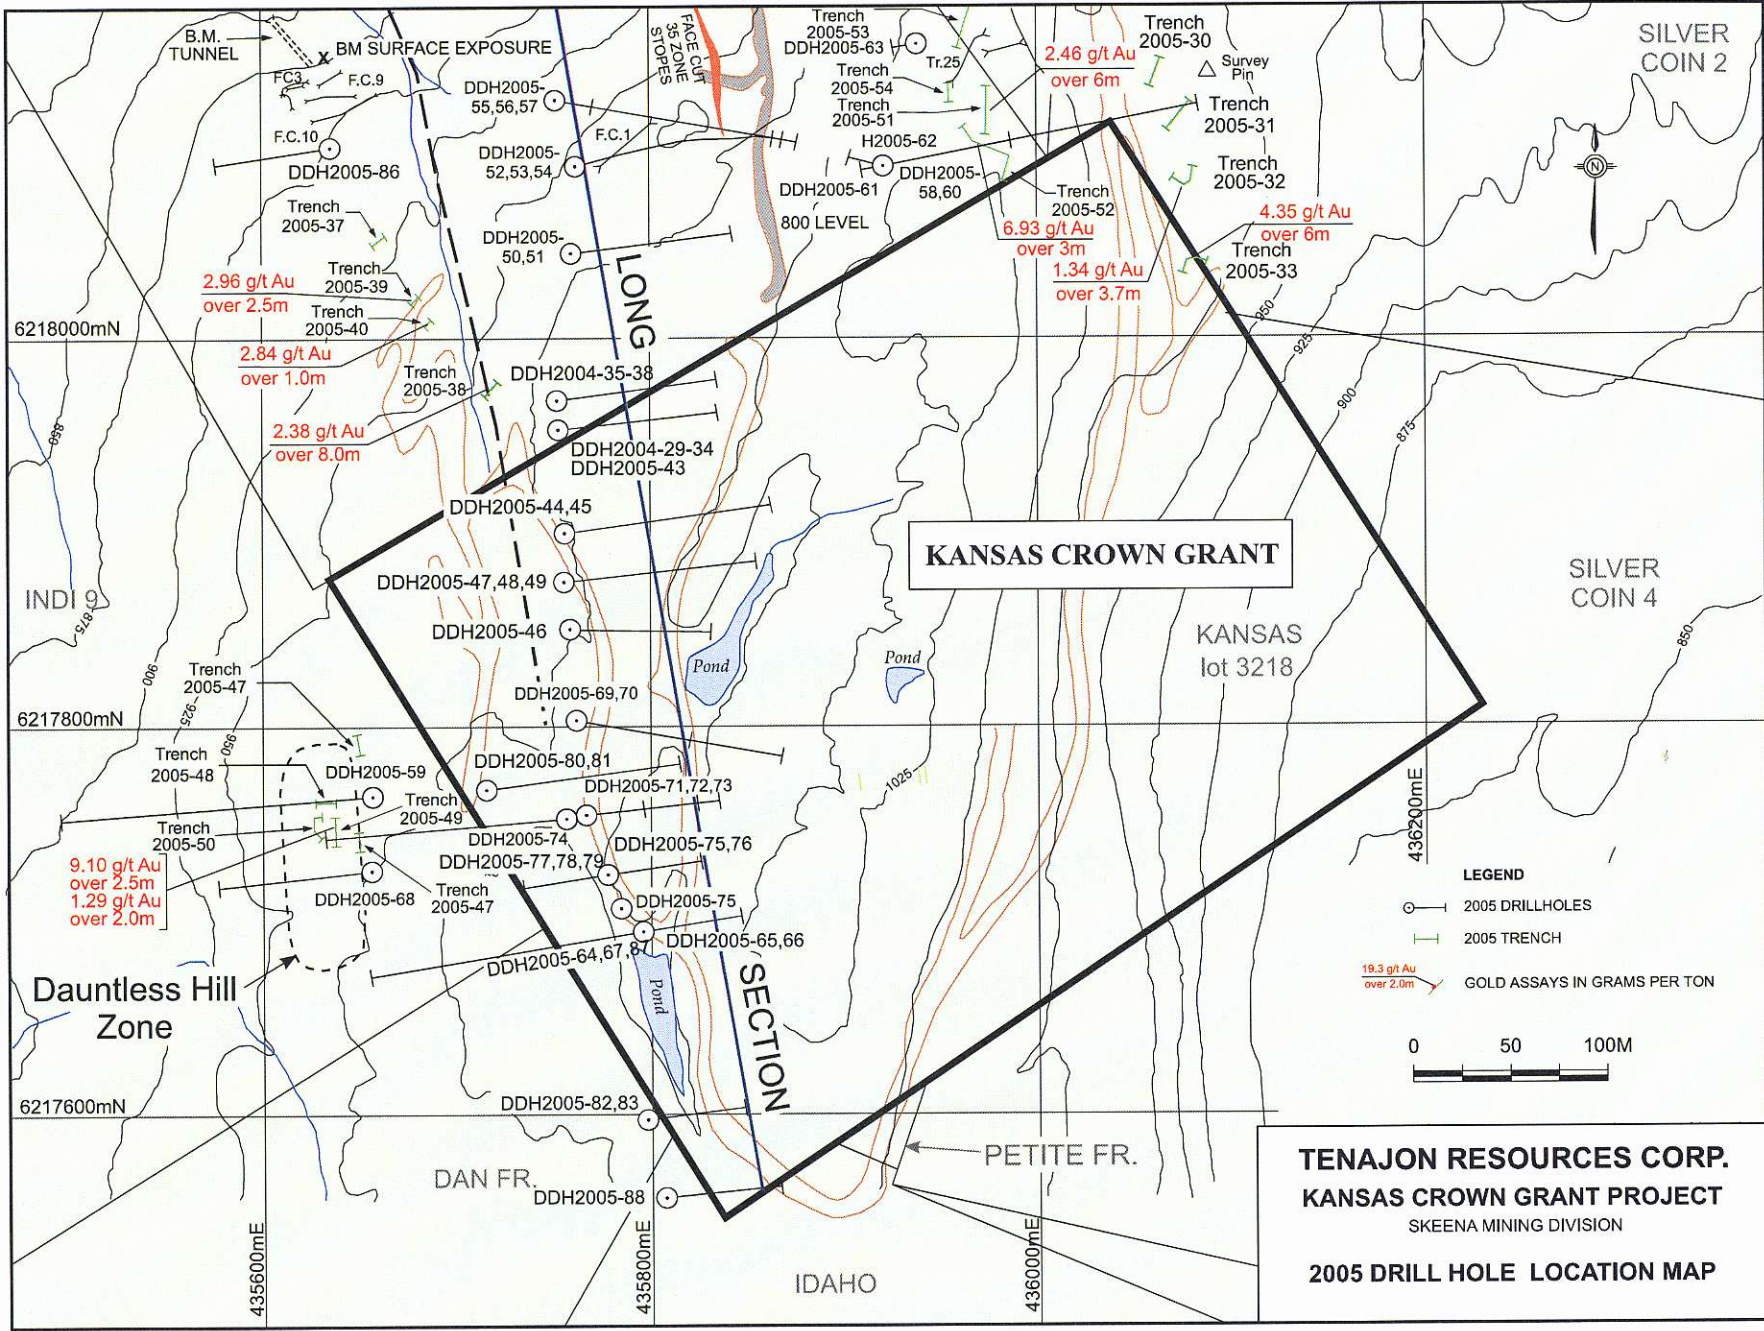 B.M.
TUNNEL
BM SURFACE EXPOSURE
X
FC3
F.C.9
F.C.10
DDH2005-86
DDH2005-
55,56,57
F.C.1
DDH2005-
52,53,54
DDH2005-
50,51
FACE CUT
35 ZONE
STOPES
Trench
2005-53
DDH2005-63
Tr.25
Trench
2005-54
Trench
2005-51
H2005-62
DDH2005-61
800 LEVEL
DDH2005-
58,60
2.46 g/t Au
over 6m
Trench
2005-30
Survey
Pin
Trench
2005-31
Trench
2005-32
Trench
2005-52
6.93 g/t Au
over 3m
1.34 g/t Au
over 3.7m
4.35 g/t Au
over 6m
Trench
2005-33
SILVER
COIN 2
N
Trench
2005-37
Trench
2005-39
2.96 g/t Au
over 2.5m
Trench
2005-40
6218000mN
2.84 g/t Au
over 1.0m
Trench
2005-38
2.38 g/t Au
over 8.0m
LONG
DDH2004-35-38
DDH2004-29-34
DDH2005-43
950
925
900
875
850
DDH2005-44,45
DDH2005-47,48,49
DDH2005-46
KANSAS CROWN GRANT
KANSAS
lot 3218
SILVER
COIN 4
850
INDI 9
875
900
925
950
Pond
Pond
DDH2005-69,70
Trench
2005-47
6217800mN
Trench
2005-48
DDH2005-59
Trench
2005-49
Trench
2005-50
9.10 g/t Au
over 2.5m
1.29 g/t Au
over 2.0m
DDH2005-68
Trench
2005-47
DDH2005-80,81
DDH2005-71,72,73
DDH2005-74
DDH2005-75,76
DDH2005-77,78,79
DDH2005-75
DDH2005-65,66
DDH2005-64,67,87
1025
Dauntless Hill
Zone
Pond
SECTION
436200mE
LEGEND
2005 DRILLHOLES
2005 TRENCH
19.3 g/t Au
over 2.0m
GOLD ASSAYS IN GRAMS PER TON
0 50 100M
6217600mN
DDH2005-82,83
DAN FR.
DDH2005-88
PETITE FR.
435600mE
435800mE
436000mE
IDAHO
TENAJON RESOURCES CORP.
KANSAS CROWN GRANT PROJECT
SKEENA MINING DIVISION
2005 DRILL HOLE LOCATION MAP